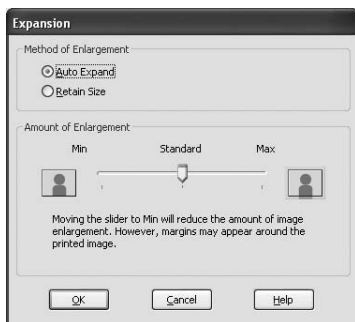 Expansion
Method of Enlargement
Auto Expand
Retain Size
Amount of Enlargement
Min Standard Max
Moving the slider to Min will reduce the amount of image
enlargement. However, margins may appear around the
printed image.
OK Cancel Help